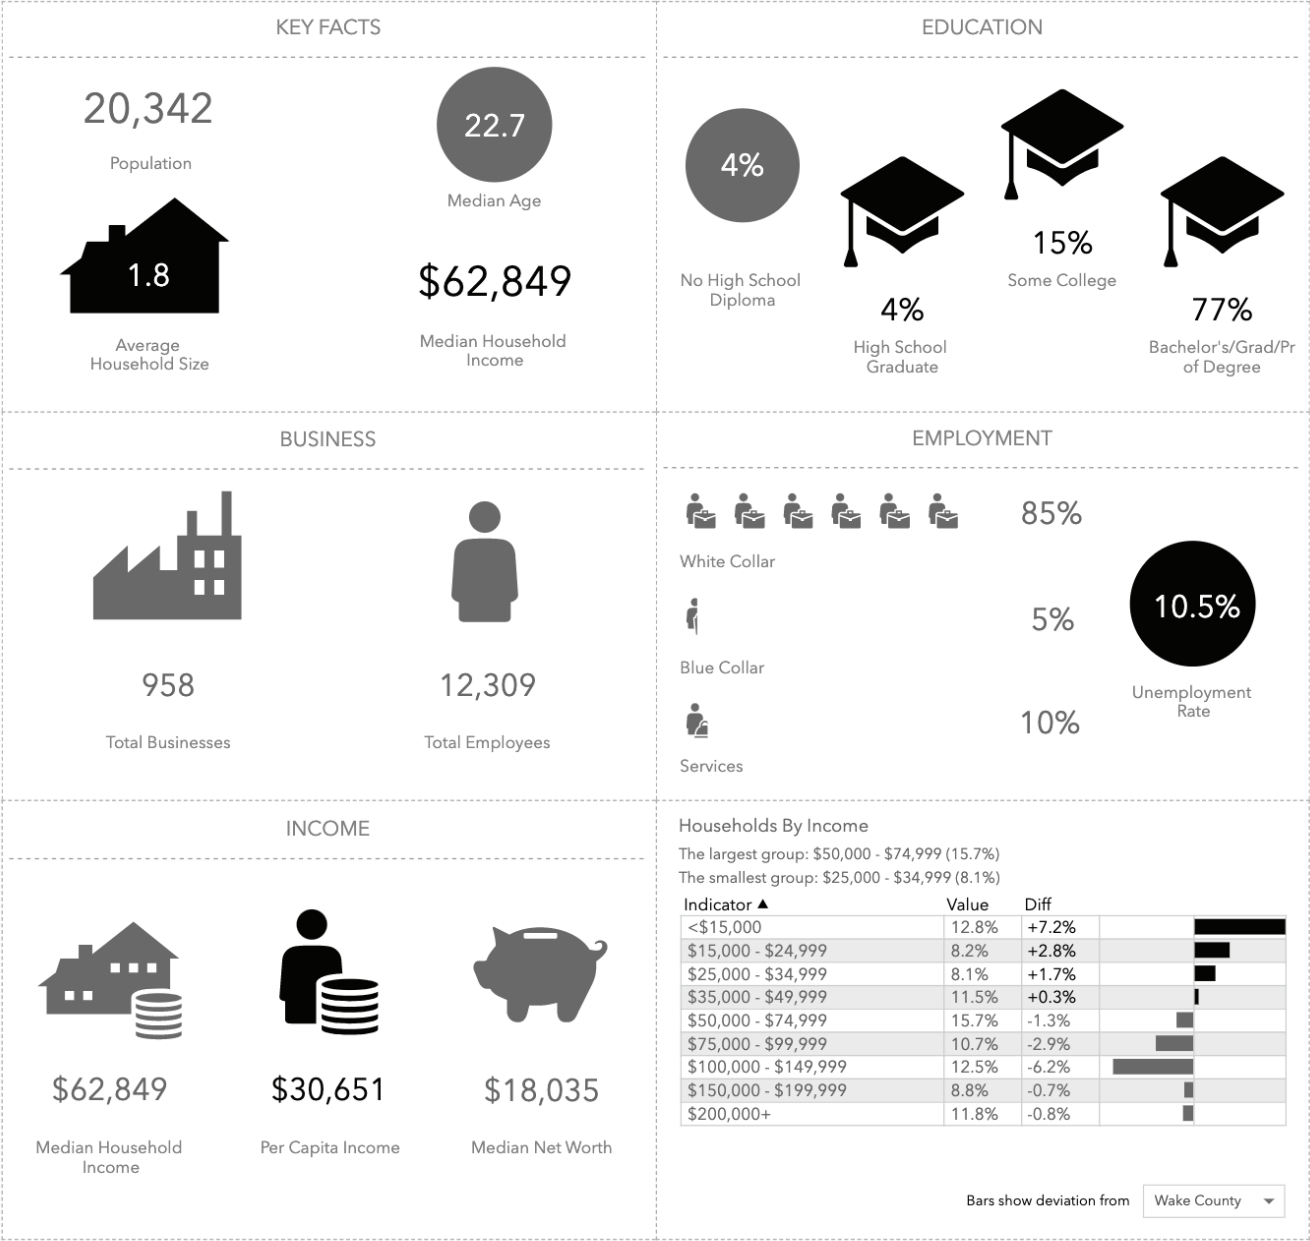 KEY FACTS
20,342
Population
22.7
Median Age
1.8
Average
Household Size
$62,849
Median Household
Income
EDUCATION
4%
No High School
Diploma
4%
High School
Graduate
15%
Some College
77%
Bachelor's/Grad/Pr
of Degree
BUSINESS
958
Total Businesses
12,309
Total Employees
EMPLOYMENT
85%
White Collar
5%
Blue Collar
10%
Services
10.5%
Unemployment
Rate
INCOME
$62,849
Median Household
Income
$30,651
Per Capita Income
$18,035
Median Net Worth
Households By Income
The largest group: $50,000 - $74,999 (15.7%)
The smallest group: $25,000 - $34,999 (8.1%)
Indicator ▲ Value Diff
<$15,000 12.8% +7.2%
$15,000 - $24,999 8.2% +2.8%
$25,000 - $34,999 8.1% +1.7%
$35,000 - $49,999 11.5% +0.3%
$50,000 - $74,999 15.7% -1.3%
$75,000 - $99,999 10.7% -2.9%
$100,000 - $149,999 12.5% -6.2%
$150,000 - $199,999 8.8% -0.7%
$200,000+ 11.8% -0.8%
Bars show deviation from Wake County